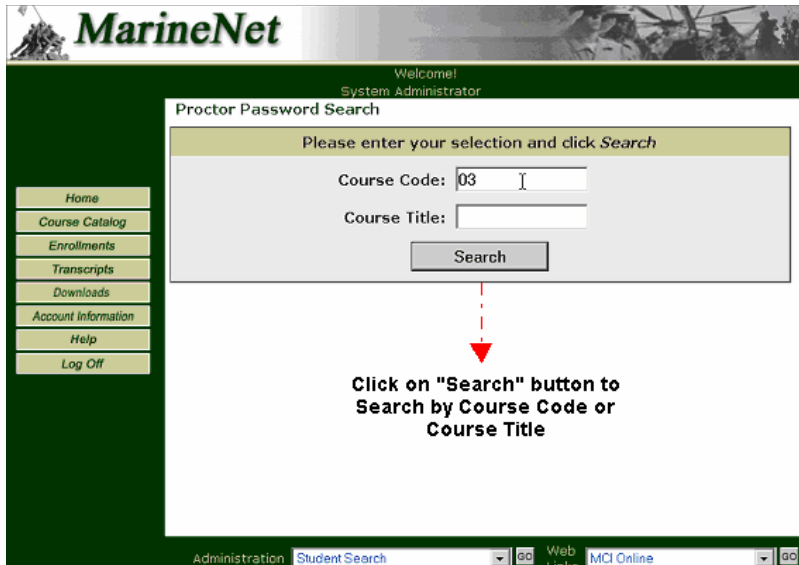 MarineNet
Welcome!
System Administrator
Proctor Password Search
Please enter your selection and click Search
Course Code: 03
Course Title:
Search
Home
Course Catalog
Enrollments
Transcripts
Downloads
Account Information
Help
Log Off
Click on "Search" button to
Search by Course Code or
Course Title
Administration Student Search GO Web Links MCI Online GO